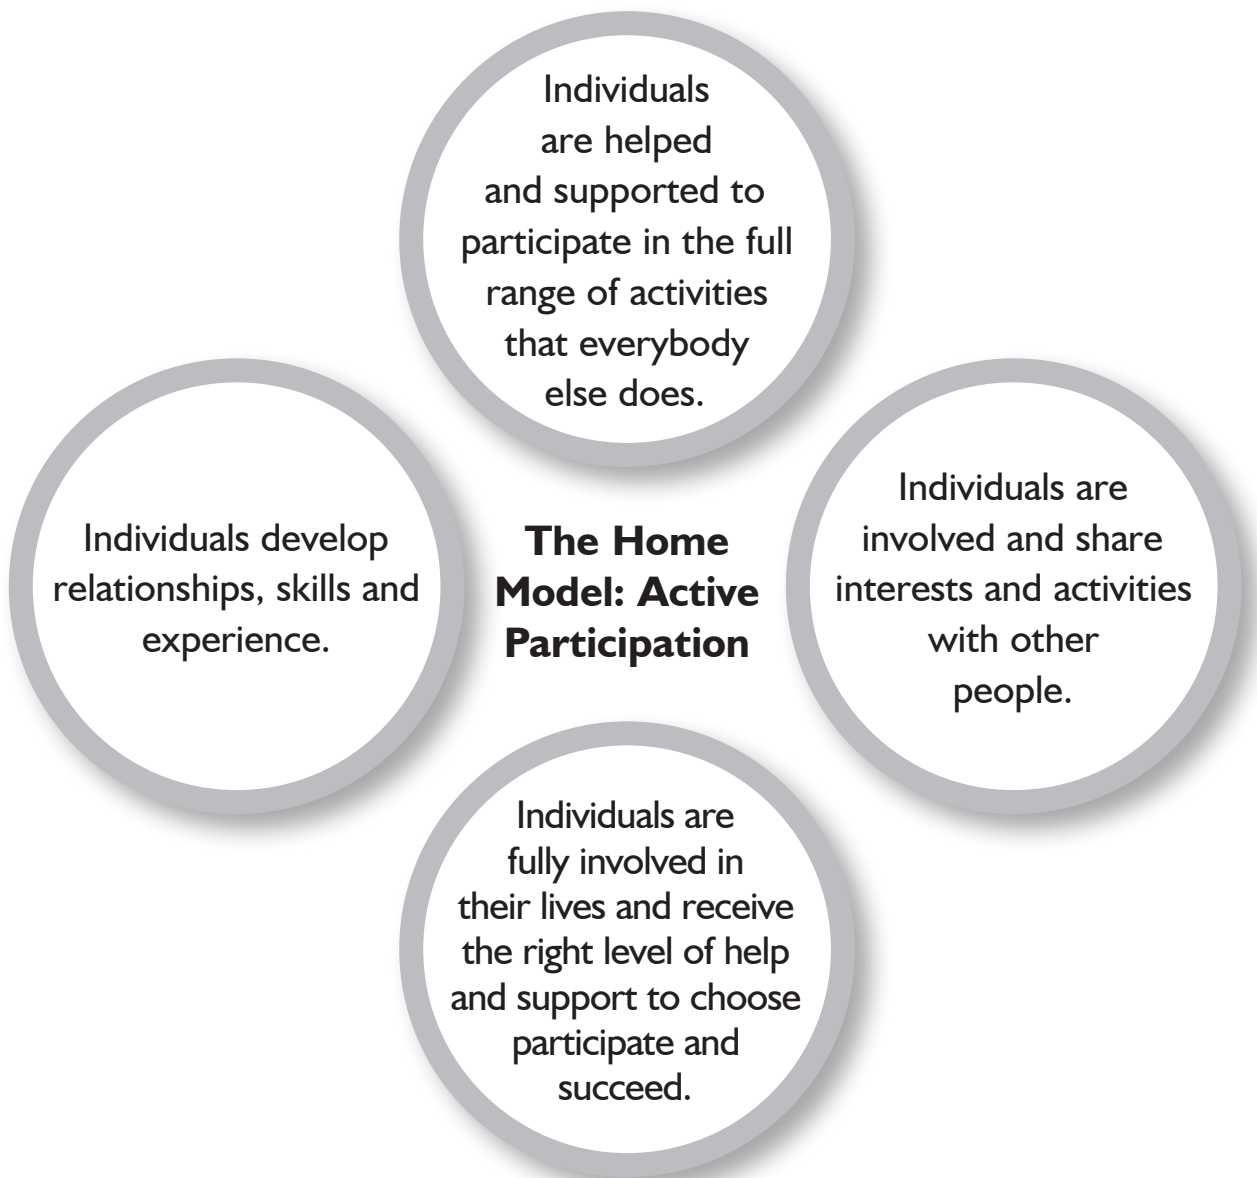 Individuals
are helped
and supported to
participate in the full
range of activities
that everybody
else does.
Individuals develop
relationships, skills and
experience.
The Home
Model: Active
Participation
Individuals are
involved and share
interests and activities
with other
people.
Individuals are
fully involved in
their lives and receive
the right level of help
and support to choose
participate and
succeed.